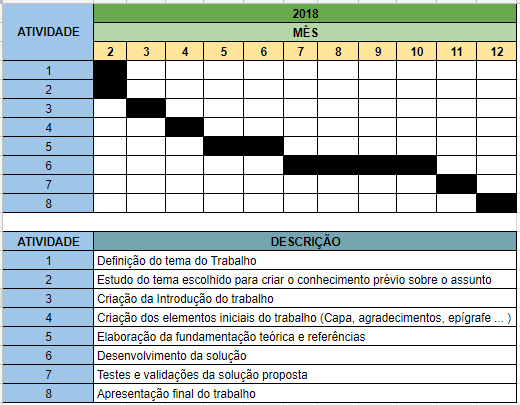 ATIVIDADE
2018
MÊS
2 3 4 5 6 7 8 9 10 11 12
1
2
3
4
5
6
7
8
ATIVIDADE DESCRIÇÃO
1 Definição do tema do Trabalho
2 Estudo do tema escolhido para criar o conhecimento prévio sobre o assunto
3 Criação da Introdução do trabalho
4 Criação dos elementos iniciais do trabalho (Capa, agradecimentos, epígrafe ... )
5 Elaboração da fundamentação teórica e referências
6 Desenvolvimento da solução
7 Testes e validações da solução proposta
8 Apresentação final do trabalho